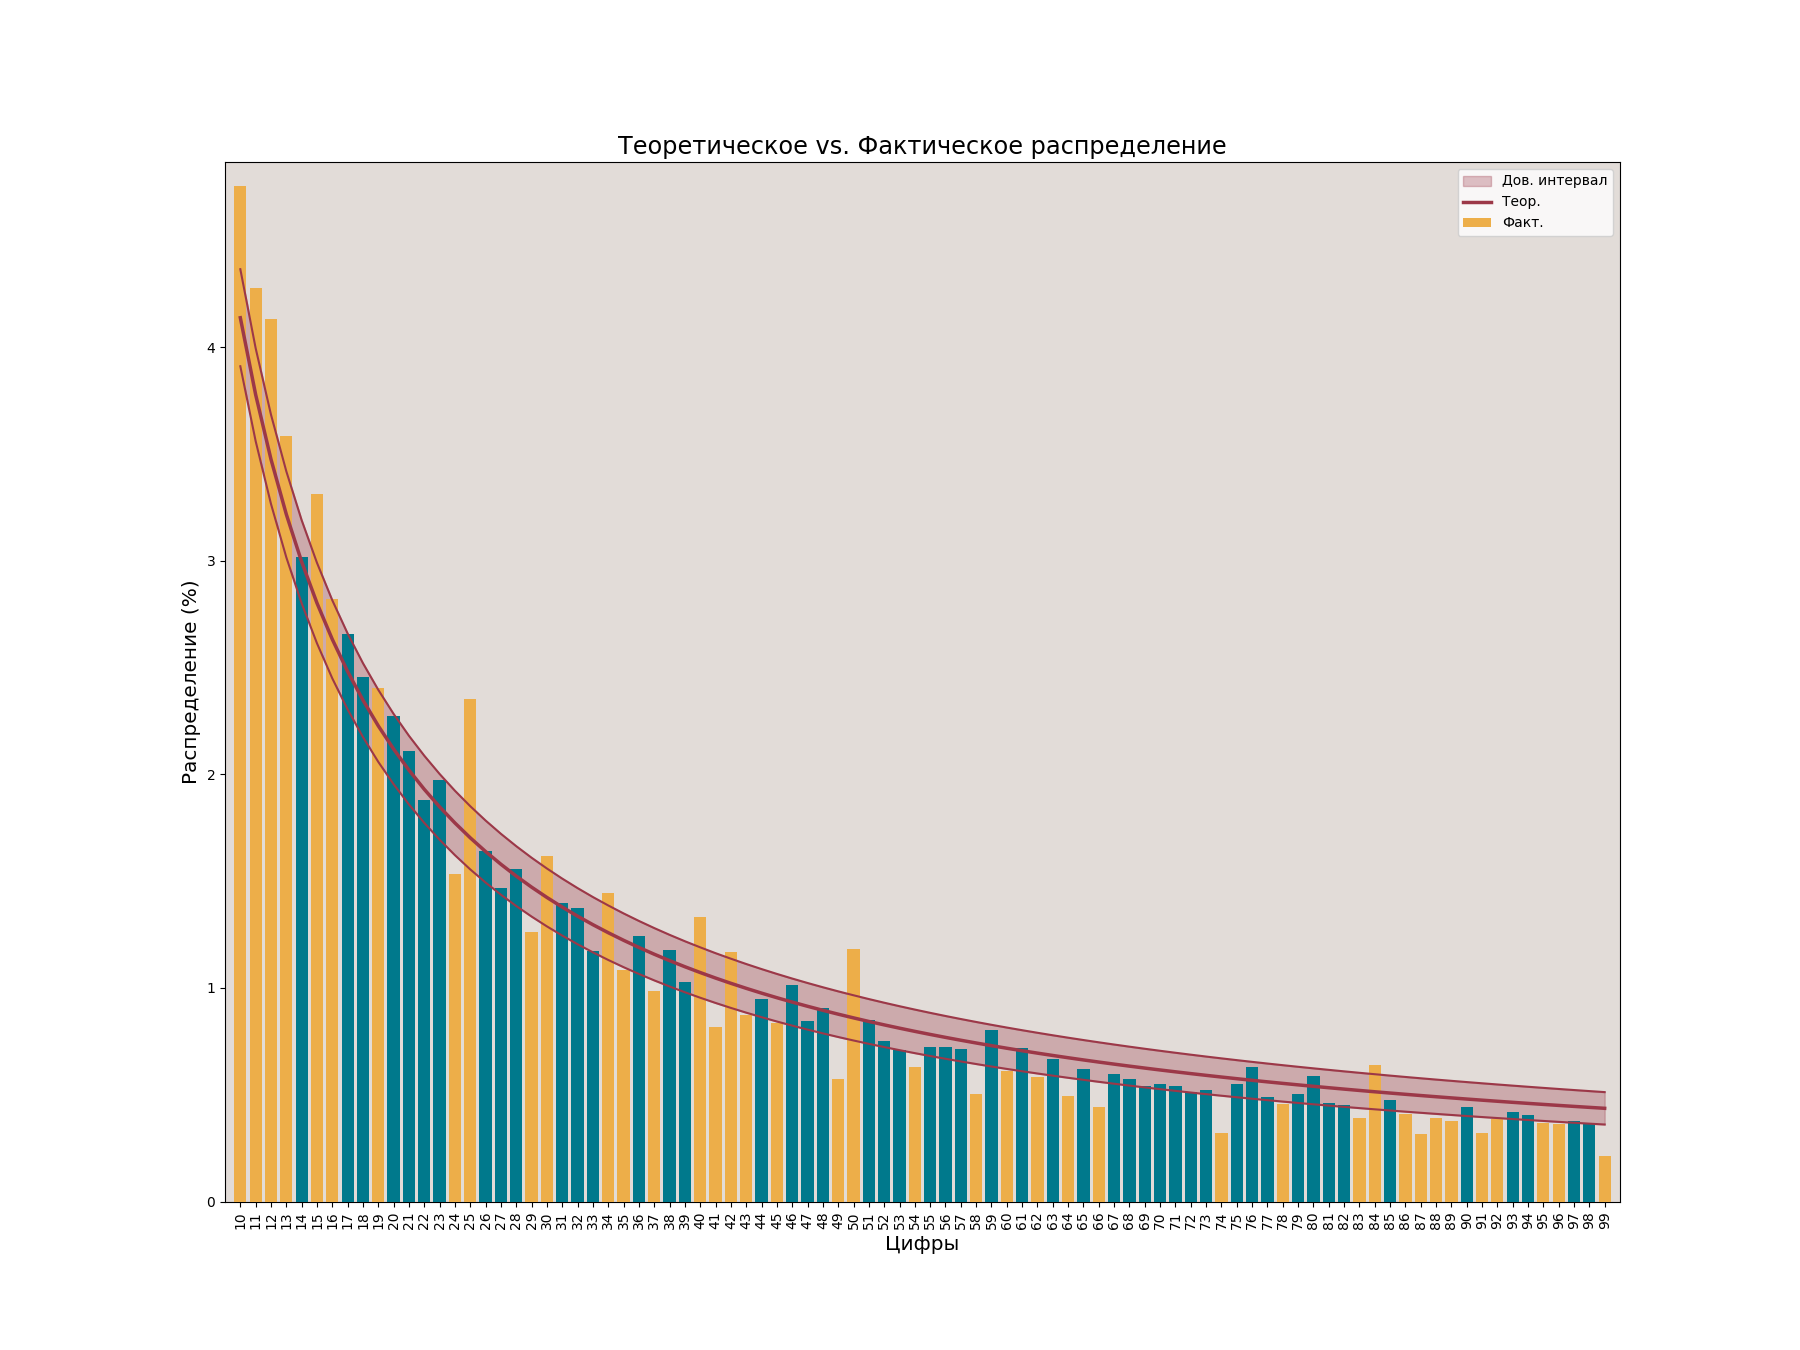 Теоретическое vs. Фактическое распределение
Дов. интервал
Теор.
Факт.
Распределение (%)
4
3
2
1
0
10 11 12 13 14 15 16 17 18 19 20 21 22 23 24 25 26 27 28 29 30 31 32 33 34 35 36 37 38 39 40 41 42 43 44 45 46 47 48 49 50 51 52 53 54 55 56 57 58 59 60 61 62 63 64 65 66 67 68 69 70 71 72 73 74 75 76 77 78 79 80 81 82 83 84 85 86 87 88 89 90 91 92 93 94 95 96 97 98 99
Цифры